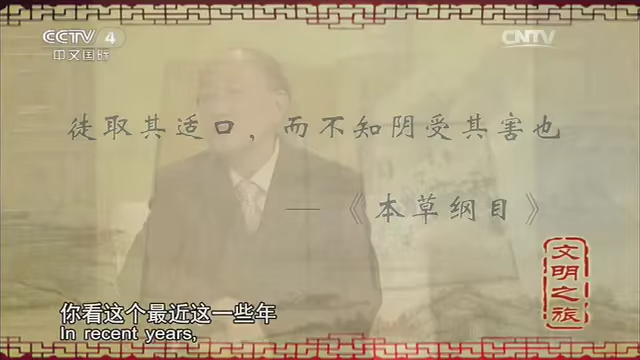 CCTV 4
中文国际
CNTV
徒取其适口，而不知阴受其害也
—《本草纲目》
文明之旅
你看这个最近这一些年
In recent years,